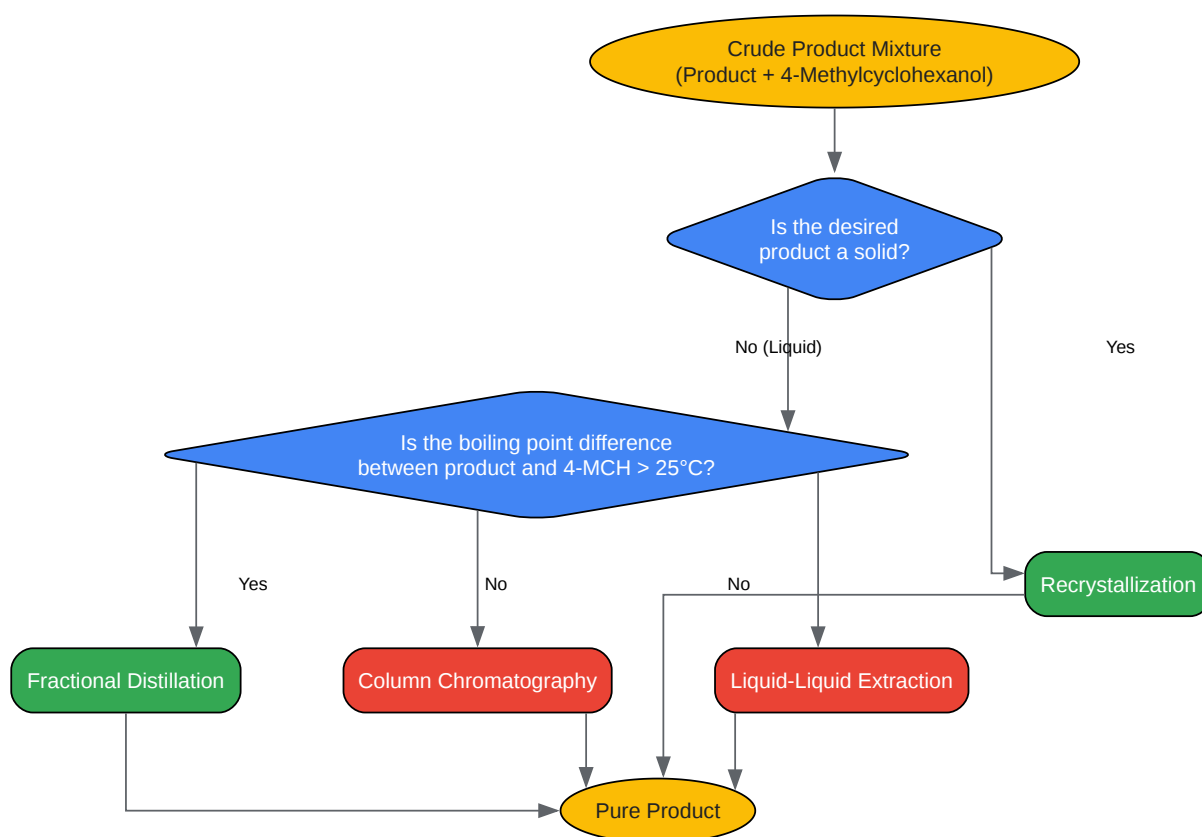 Crude Product Mixture
(Product + 4-Methylcyclohexanol)
Is the desired
product a solid?
No (Liquid)
Yes
Is the boiling point difference
between product and 4-MCH > 25°C?
Yes
No
No
Recrystallization
Fractional Distillation
Column Chromatography
Liquid-Liquid Extraction
Pure Product